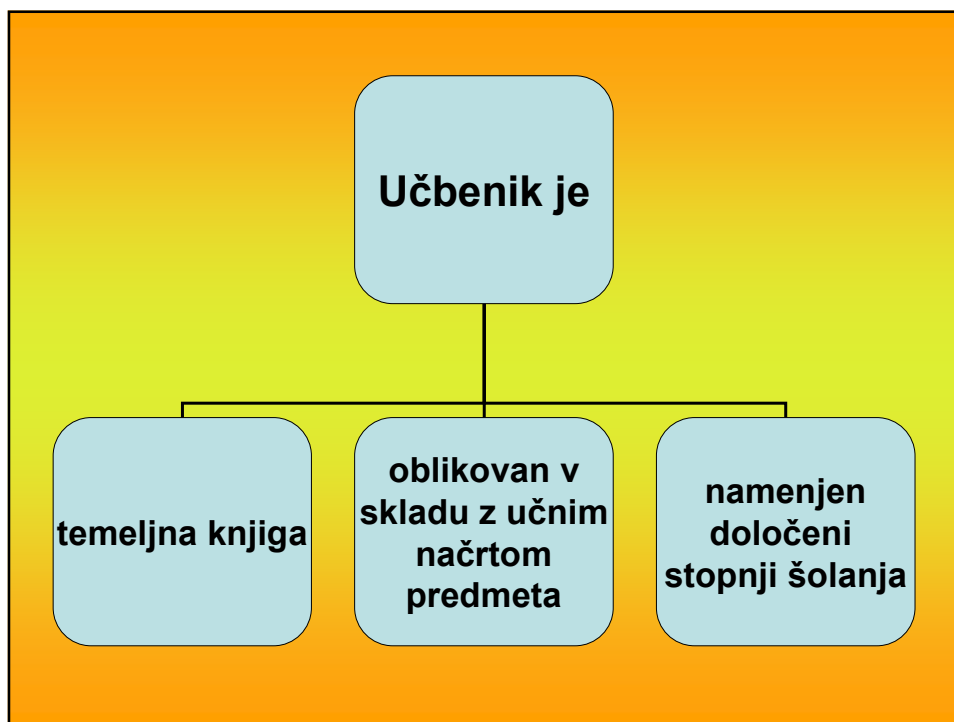 Učbenik je
temeljna knjiga
oblikovan v
skladu z učnim
načrtom
predmeta
namenjen
določeni
stopnji šolanja